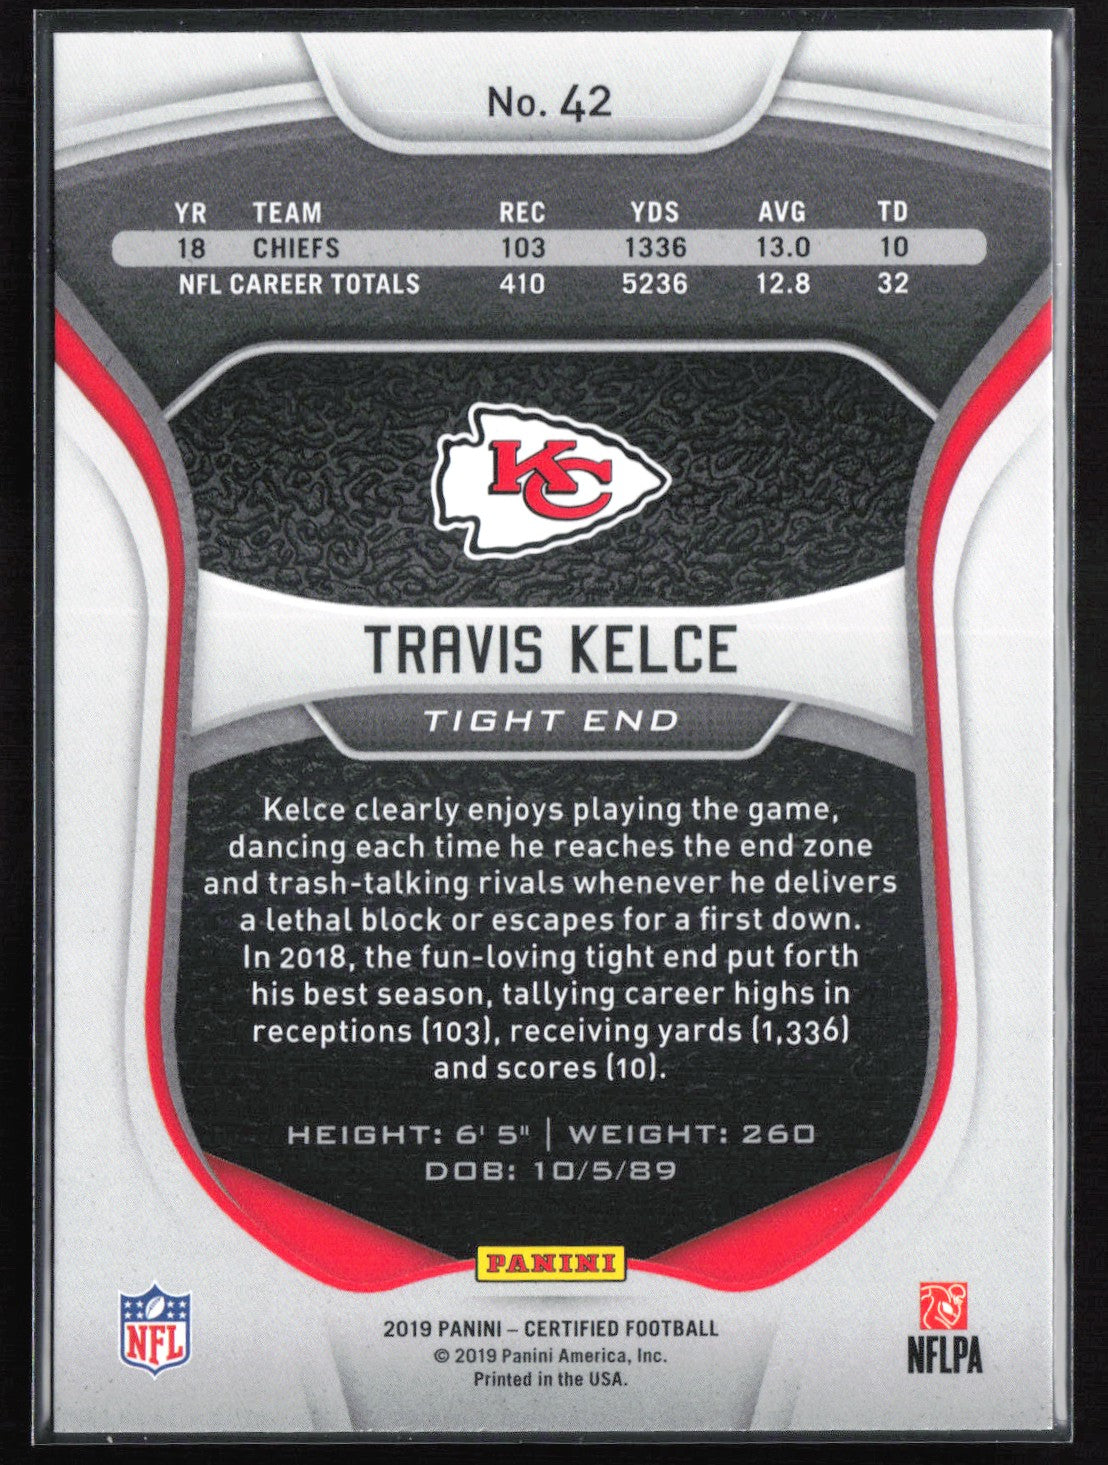 No. 42
YR TEAM REC YDS AVG TD
18 CHIEFS 103 1336 13.0 10
NFL CAREER TOTALS 410 5236 12.8 32
KC
TRAVIS KELCE
TIGHT END
Kelce clearly enjoys playing the game,
dancing each time he reaches the end zone
and trash-talking rivals whenever he delivers
a lethal block or escapes for a first down.
In 2018, the fun-loving tight end put forth
his best season, tallying career highs in
receptions (103), receiving yards (1,336)
and scores (10).
HEIGHT: 6' 5" | WEIGHT: 260
DOB: 10/5/89
PANINI
NFL
2019 PANINI – CERTIFIED FOOTBALL
© 2019 Panini America, Inc.
Printed in the USA.
NFLPA